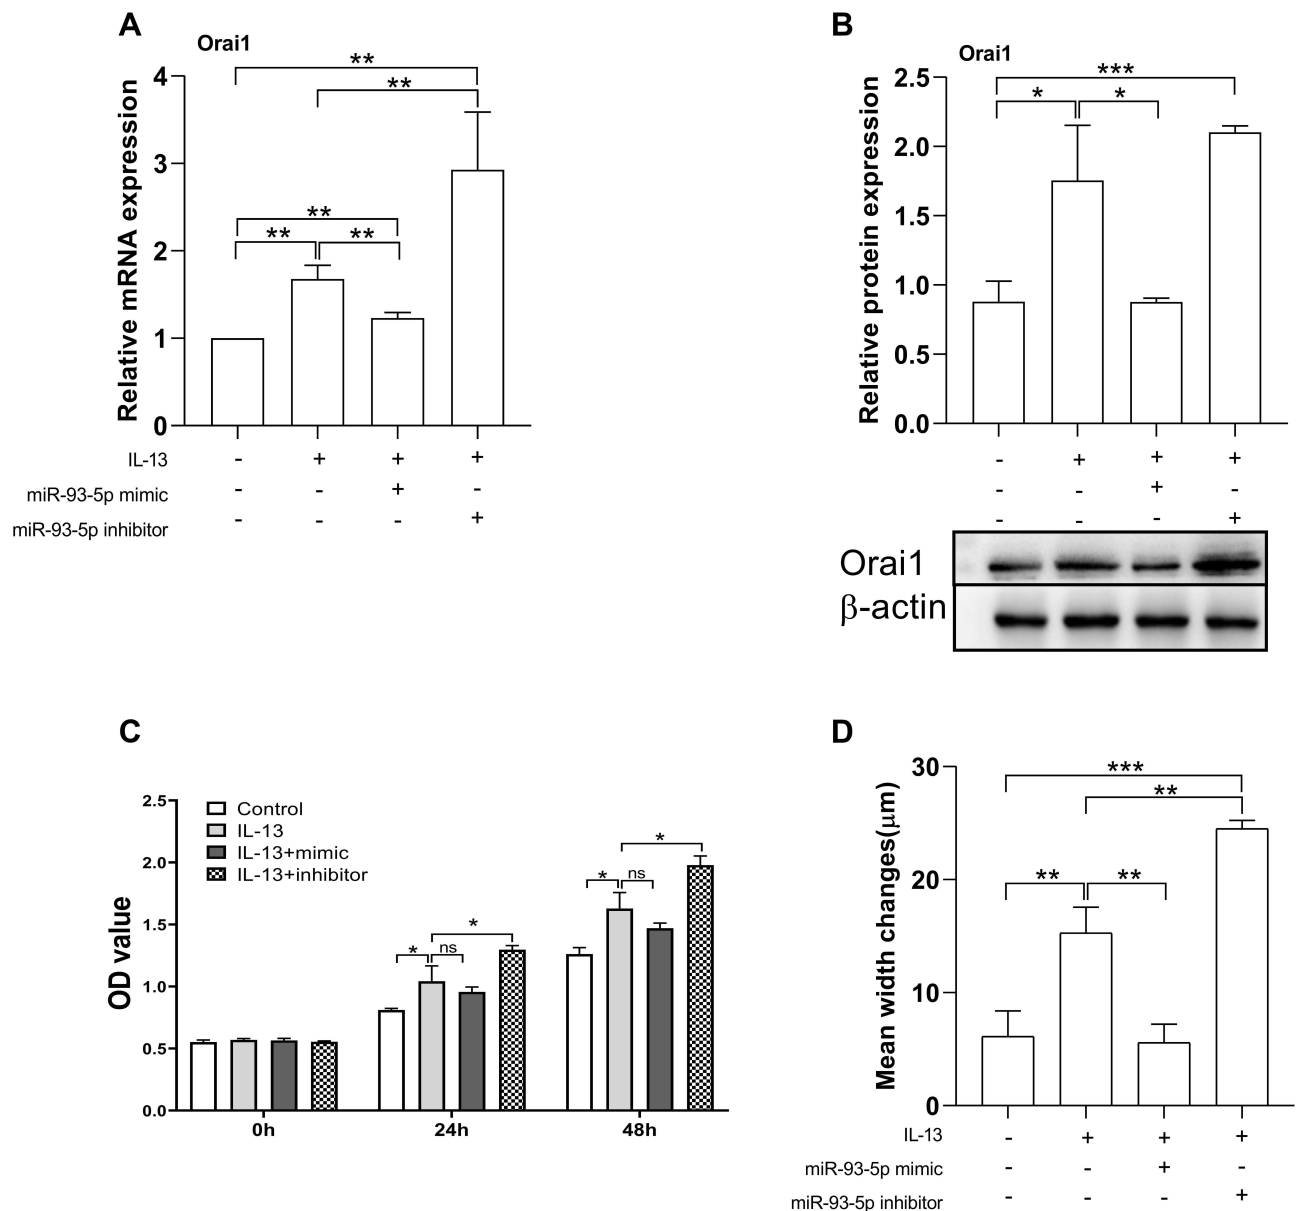 A
Orai1
**
**
**
**
**
4
3
2
1
0
Relative mRNA expression
IL-13 - + + +
miR-93-5p mimic - - + -
miR-93-5p inhibitor - - - +
B
Orai1
***
*
*
2.5
2.0
1.5
1.0
0.5
0.0
Relative protein expression
- + + +
- - + -
- - - +
Orai1
β-actin
C
2.5
2.0
1.5
1.0
0.5
0.0
OD value
Control
IL-13
IL-13+mimic
IL-13+inhibitor
*
*
ns
*
*
ns
0h 24h 48h
D
30
20
10
0
Mean width changes(μm)
***
**
**
**
IL-13 - + + +
miR-93-5p mimic - - + -
miR-93-5p inhibitor - - - +